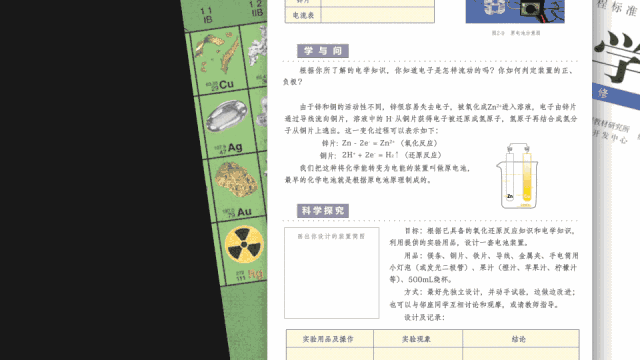 11
IB
12
IIB
29 Cu
47 Ag
79 Au
111
锌片
电流表
图2-9 原电池示意图
学与问
根据你所了解的电学知识，你知道电子是怎样流动的吗？你如何判定装置的正、
负极？
由于锌和铜的活动性不同，锌很容易失去电子，被氧化成Zn²⁺进入溶液，电子由锌片
通过导线流向铜片，溶液中的 H⁺从铜片获得电子被还原成氢原子，氢原子再结合成氢分
子从铜片上逸出。这一变化过程可以表示如下：
锌片：Zn - 2e⁻ = Zn²⁺（氧化反应）
铜片：2H⁺ + 2e⁻ = H₂↑（还原反应）
我们把这种将化学能转变为电能的装置叫做原电池，
最早的化学电池就是根据原电池原理制成的。
Zn
科学探究
画出你设计的装置简图
目标：根据已具备的氧化还原反应知识和电学知识，
利用提供的实验用品，设计一套电池装置。
用品：镁条、铜片、铁片、导线、金属夹、手电筒用
小灯泡（或发光二极管）、果汁（橙汁、苹果汁、柠檬汁
等）、500mL烧杯。
方式：最好先独立设计，并动手试验，边做边改进；
也可以与邻座同学互相讨论和观摩，或请教师指导。
设计及记录：
实验用品及操作
实验现象
结论
程标准
学
修
教材研究所
开发中心